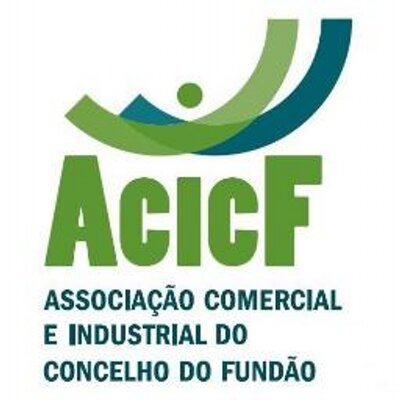 ACICF
ASSOCIAÇÃO COMERCIAL
E INDUSTRIAL DO
CONCELHO DO FUNDÃO